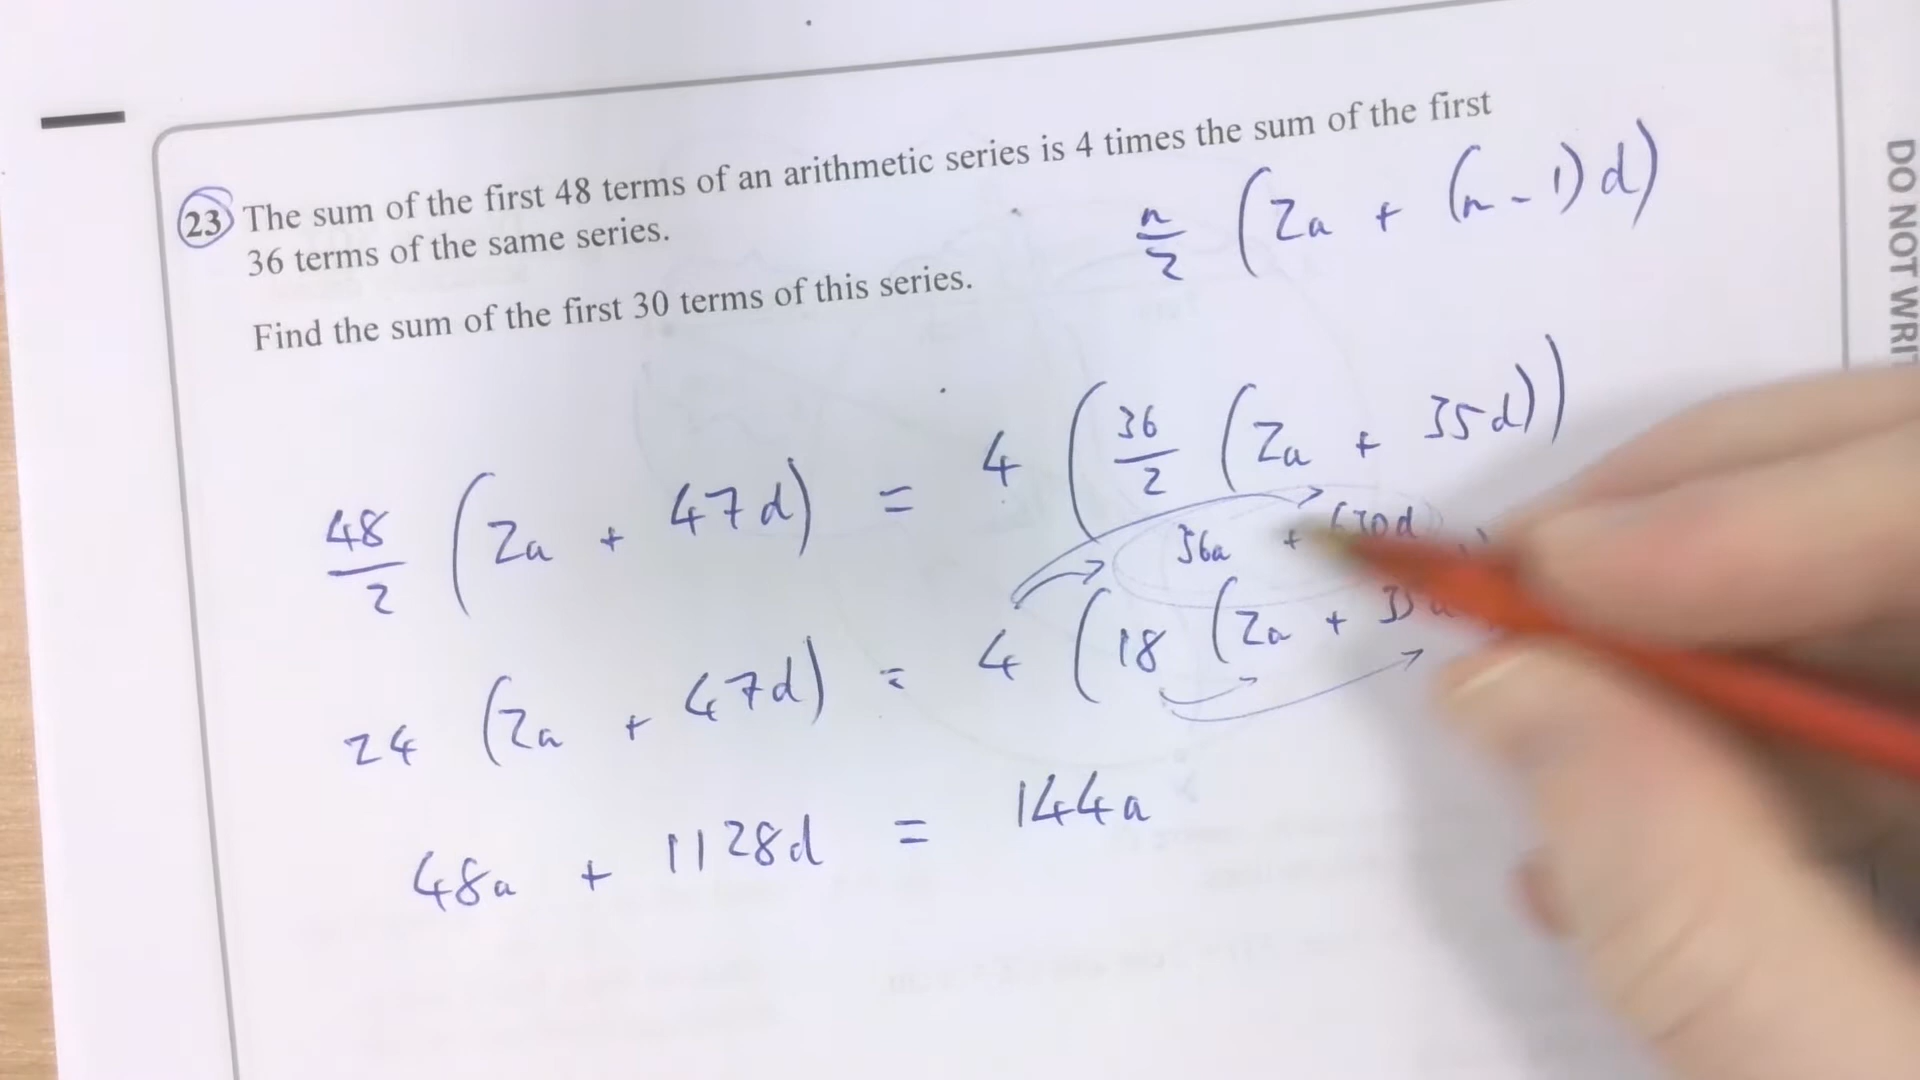 23 The sum of the first 48 terms of an arithmetic series is 4 times the sum of the first
36 terms of the same series.
n/2 (2a + (n - 1)d)
Find the sum of the first 30 terms of this series.
48/2 (2a + 47d) = 4 (36/2 (2a + 35d))
36a + 630d
24 (2a + 47d) = 4 (18 (2a + 35d
48a + 1128d = 144a
DO NOT WRIT